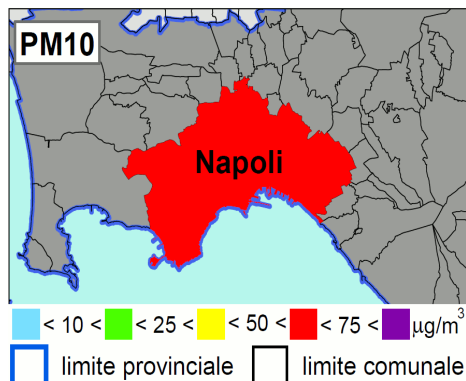 PM10
Napoli
< 10 < < 25 < < 50 < < 75 < µg/m³
limite provinciale limite comunale